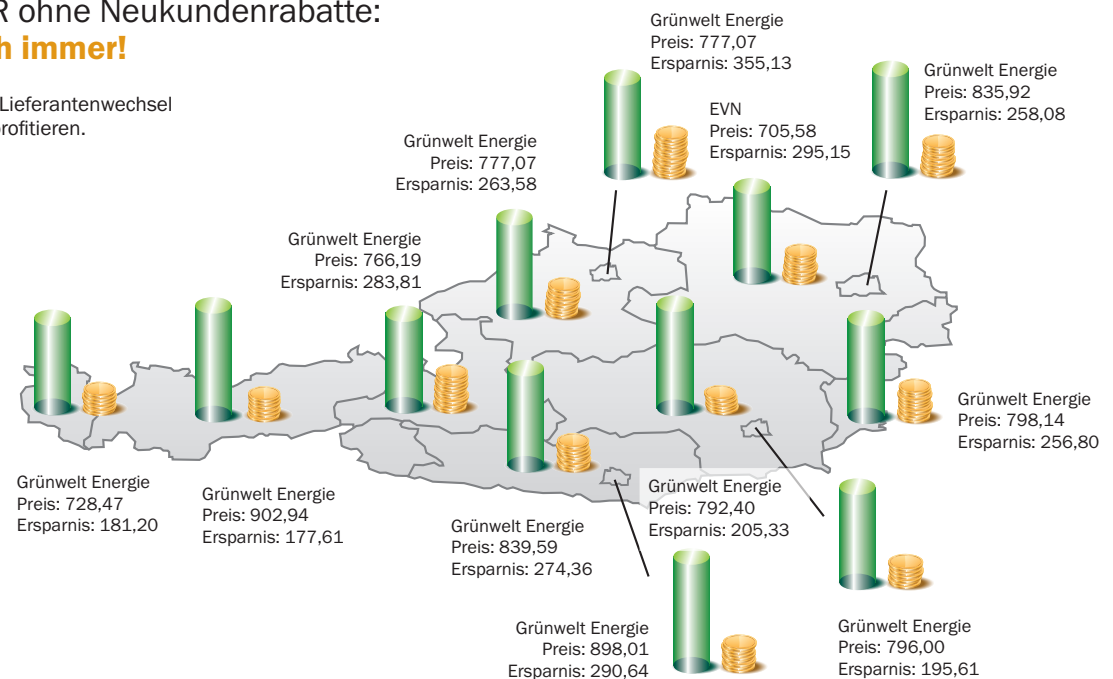 R ohne Neukundenrabatte:
h immer!
Lieferantenwechsel
profitieren.
Grünwelt Energie
Preis: 777,07
Ersparnis: 355,13
Grünwelt Energie
Preis: 835,92
Ersparnis: 258,08
EVN
Preis: 705,58
Ersparnis: 295,15
Grünwelt Energie
Preis: 777,07
Ersparnis: 263,58
Grünwelt Energie
Preis: 766,19
Ersparnis: 283,81
Grünwelt Energie
Preis: 798,14
Ersparnis: 256,80
Grünwelt Energie
Preis: 728,47
Ersparnis: 181,20
Grünwelt Energie
Preis: 902,94
Ersparnis: 177,61
Grünwelt Energie
Preis: 839,59
Ersparnis: 274,36
Grünwelt Energie
Preis: 792,40
Ersparnis: 205,33
Grünwelt Energie
Preis: 898,01
Ersparnis: 290,64
Grünwelt Energie
Preis: 796,00
Ersparnis: 195,61